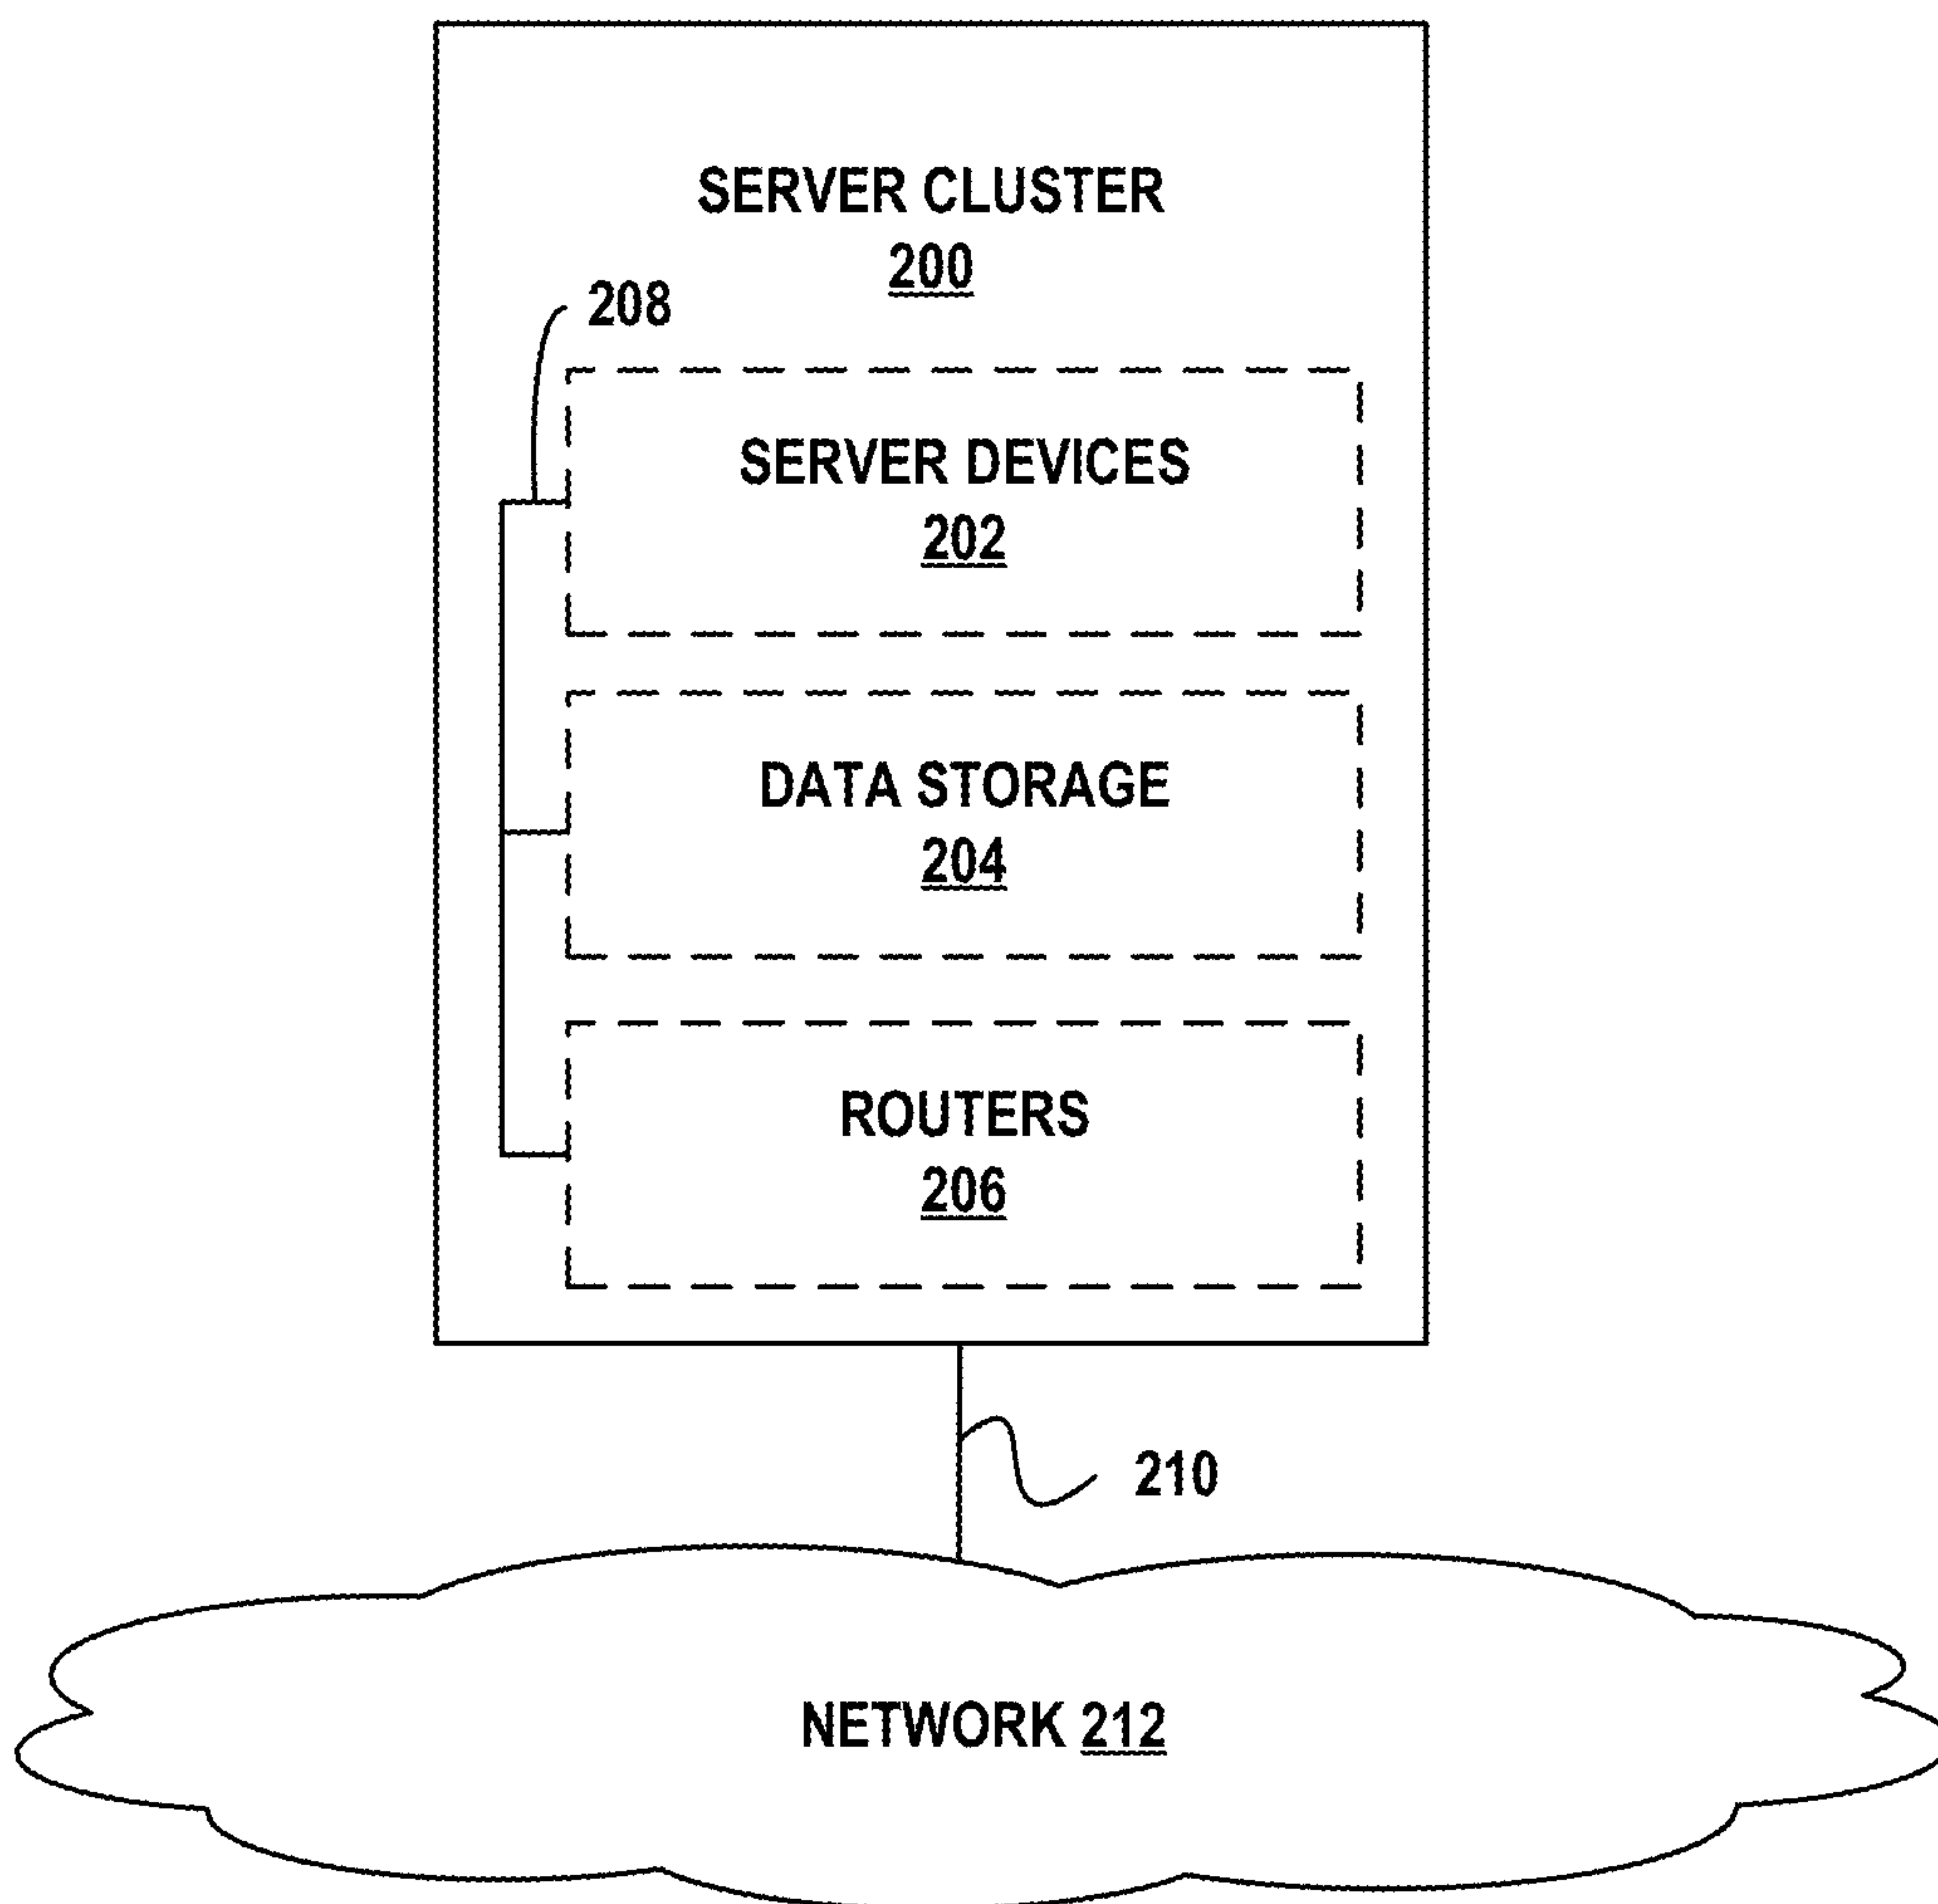 SERVER CLUSTER
200
208
SERVER DEVICES
202
DATA STORAGE
204
ROUTERS
206
210
NETWORK 212